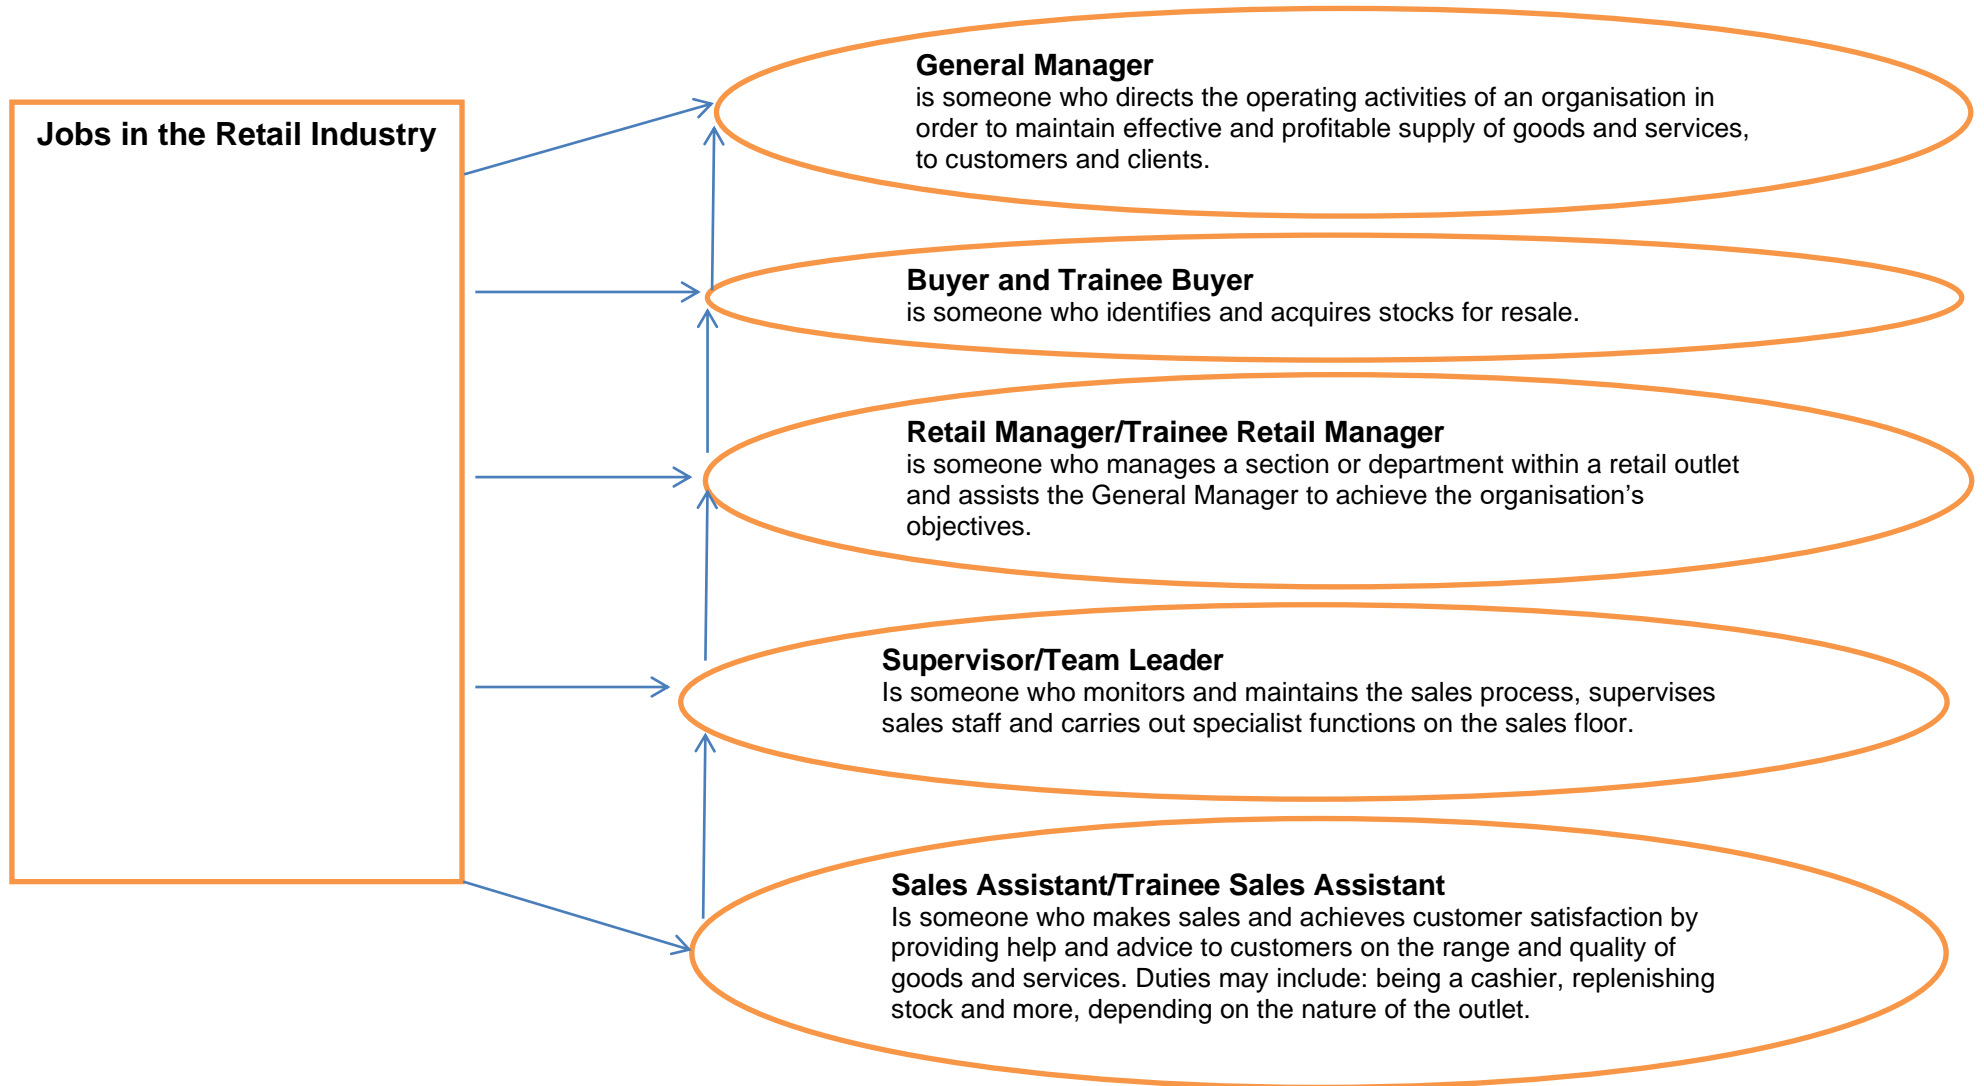 Jobs in the Retail Industry
General Manager
is someone who directs the operating activities of an organisation in
order to maintain effective and profitable supply of goods and services,
to customers and clients.
Buyer and Trainee Buyer
is someone who identifies and acquires stocks for resale.
Retail Manager/Trainee Retail Manager
is someone who manages a section or department within a retail outlet
and assists the General Manager to achieve the organisation’s
objectives.
Supervisor/Team Leader
Is someone who monitors and maintains the sales process, supervises
sales staff and carries out specialist functions on the sales floor.
Sales Assistant/Trainee Sales Assistant
Is someone who makes sales and achieves customer satisfaction by
providing help and advice to customers on the range and quality of
goods and services. Duties may include: being a cashier, replenishing
stock and more, depending on the nature of the outlet.